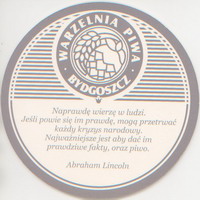 WARZELNIA PIWA
BYDGOSZCZ
Naprawdę wierzę w ludzi.
Jeśli powie się im prawdę, mogą przetrwać
każdy kryzys narodowy.
Najważniejsze jest aby dać im
prawdziwe fakty, oraz piwo.
Abraham Lincoln